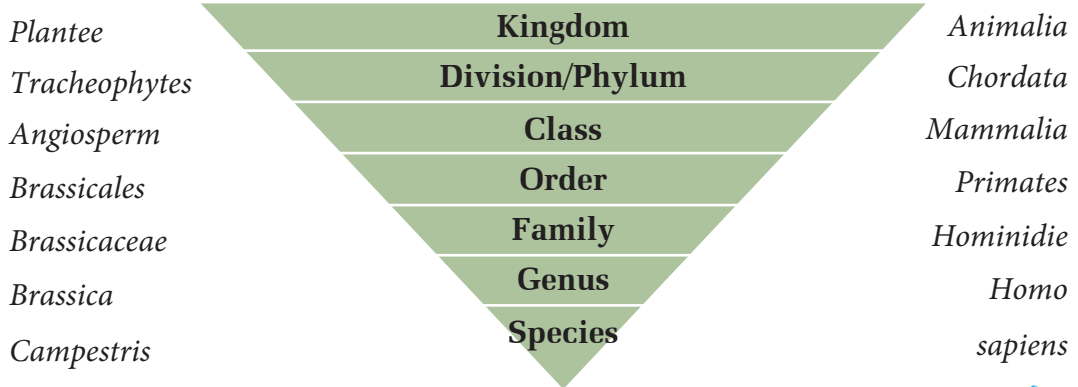 Plantee Kingdom Animalia
Tracheophytes Division/Phylum Chordata
Angiosperm Class Mammalia
Brassicales Order Primates
Brassicaceae Family Hominidie
Brassica Genus Homo
Campestris Species sapiens